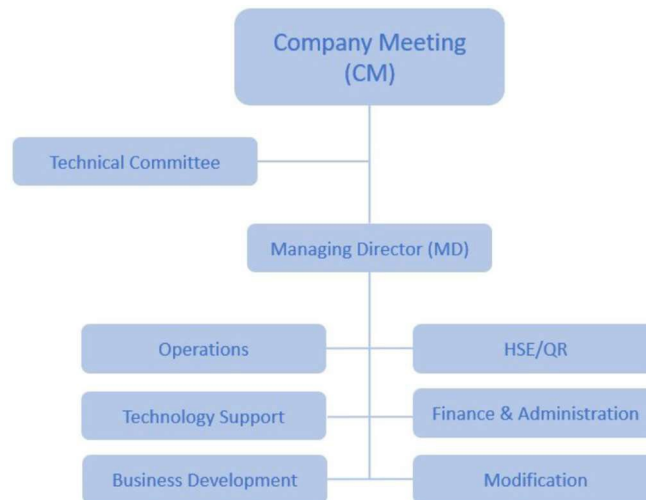 Company Meeting
(CM)
Technical Committee
Managing Director (MD)
Operations
HSE/QR
Technology Support
Finance & Administration
Business Development
Modification